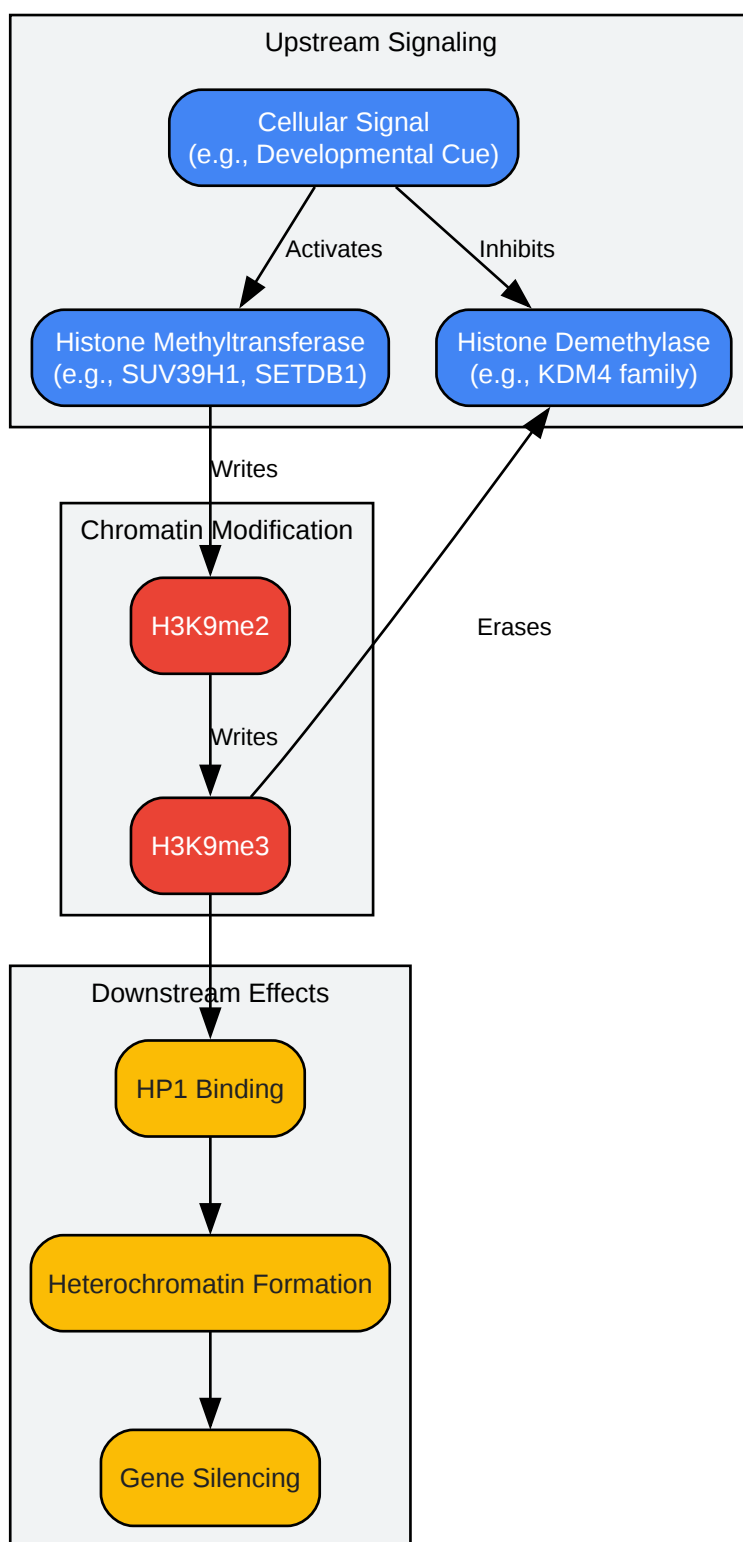 Upstream Signaling
Cellular Signal
(e.g., Developmental Cue)
Activates
Inhibits
Histone Methyltransferase
(e.g., SUV39H1, SETDB1)
Histone Demethylase
(e.g., KDM4 family)
Writes
Chromatin Modification
H3K9me2
Erases
Writes
H3K9me3
Downstream Effects
HP1 Binding
Heterochromatin Formation
Gene Silencing